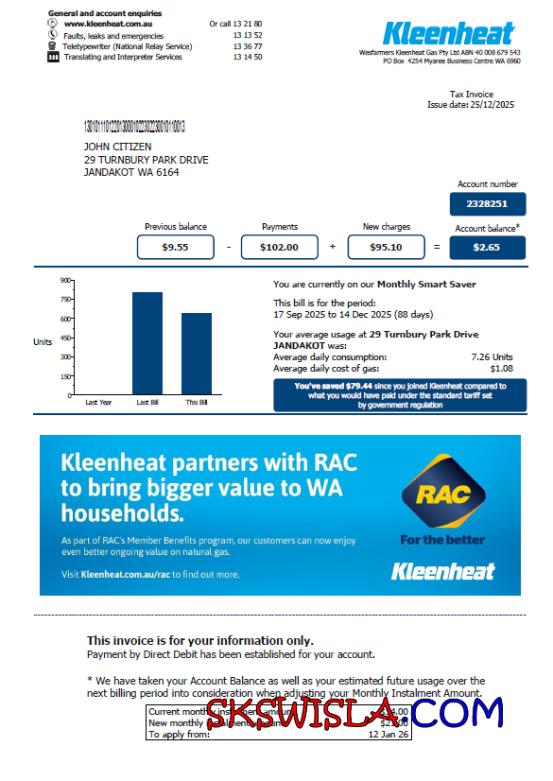 General and account enquiries
www.kleenheat.com.au Or call 13 21 80
Faults, leaks and emergencies 13 13 52
Teletypewriter (National Relay Service) 13 36 77
Translating and Interpreter Services 13 14 50
Kleenheat
Wesfarmers Kleenheat Gas Pty Ltd ABN 40 008 679 543
PO Box 4254 Myaree Business Centre WA 6960
Tax Invoice
Issue date: 25/12/2025
JOHN CITIZEN
29 TURNBURY PARK DRIVE
JANDAKOT WA 6164
Account number
2328251
Previous balance Payments New charges Account balance*
$9.55 - $102.00 + $95.10 = $2.65
900
750
600
Units 450
300
150
0
Last Year Last Bill This Bill
You are currently on our Monthly Smart Saver
This bill is for the period:
17 Sep 2025 to 14 Dec 2025 (88 days)
Your average usage at 29 Turnbury Park Drive
JANDAKOT was:
Average daily consumption: 7.26 Units
Average daily cost of gas: $1.08
You've saved $79.44 since you joined Kleenheat compared to
what you would have paid under the standard tariff set
by government regulation
Kleenheat partners with RAC
to bring bigger value to WA
households.
As part of RAC's Member Benefits program, our customers can now enjoy
even better ongoing value on natural gas.
Visit Kleenheat.com.au/rac to find out more.
RAC
For the better
Kleenheat
This invoice is for your information only.
Payment by Direct Debit has been established for your account.
* We have taken your Account Balance as well as your estimated future usage over the
next billing period into consideration when adjusting your Monthly Instalment Amount.
Current monthly
New monthly
To apply from: 12 Jan 26
SKSWISLA.COM